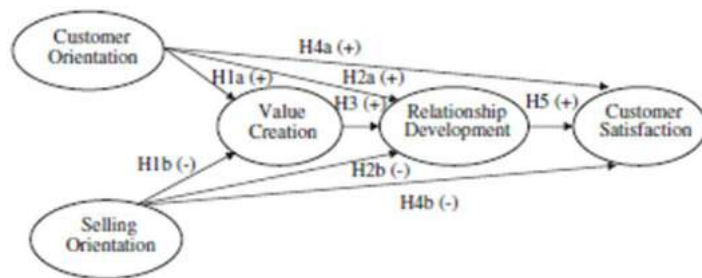 Customer
Orientation
H4a (+)
H1a (+)
H2a (+)
Value
Creation
H3 (+)
Relationship
Development
H5 (+)
Customer
Satisfaction
H1b (-)
H2b (-)
H4b (-)
Selling
Orientation